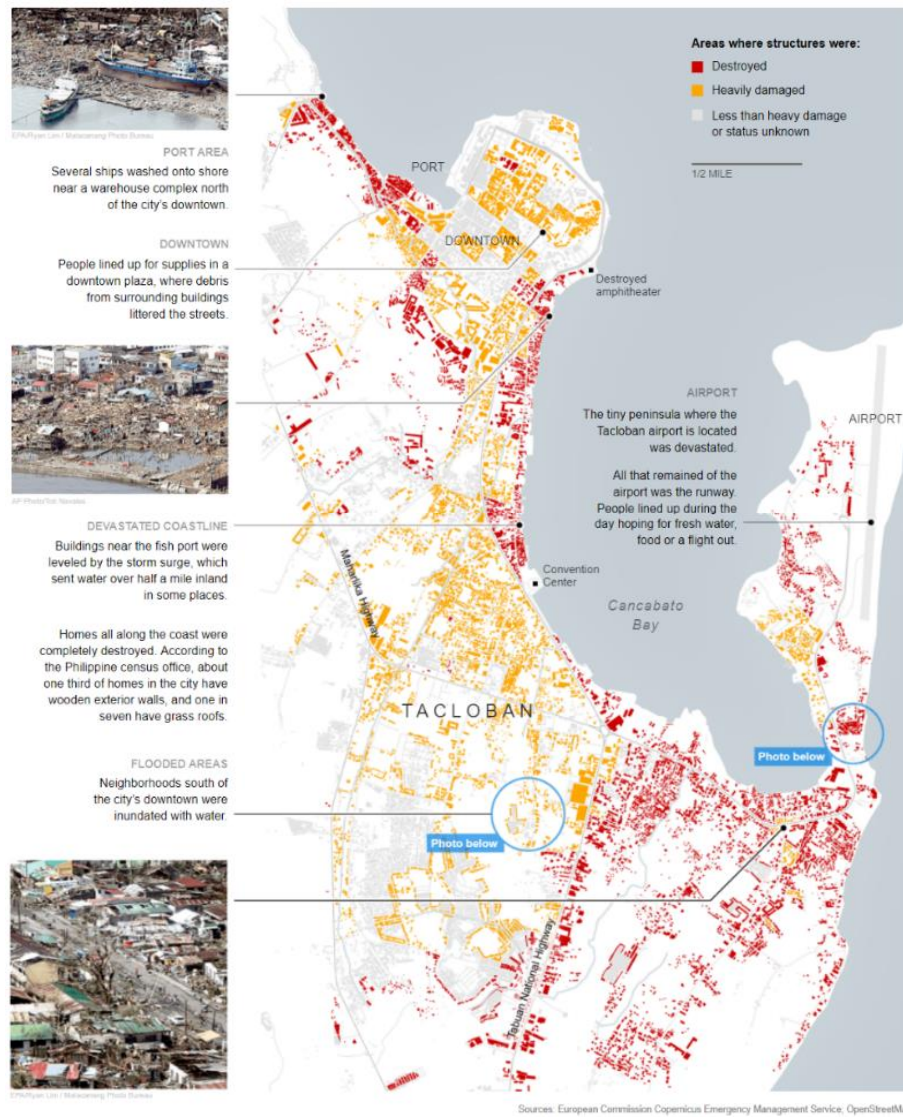 Areas where structures were:
Destroyed
Heavily damaged
Less than heavy damage
or status unknown
1/2 MILE
EPA/Ryan Lim / Malacanang Photo Bureau
PORT AREA
Several ships washed onto shore
near a warehouse complex north
of the city's downtown.
DOWNTOWN
People lined up for supplies in a
downtown plaza, where debris
from surrounding buildings
littered the streets.
PORT
DOWNTOWN
Destroyed
amphitheater
AP Photo/
DEVASTATED COASTLINE
Buildings near the fish port were
leveled by the storm surge, which
sent water over half a mile inland
in some places.
Homes all along the coast were
completely destroyed. According to
the Philippine census office, about
one third of homes in the city have
wooden exterior walls, and one in
seven have grass roofs.
AIRPORT
The tiny peninsula where the
Tacloban airport is located
was devastated.
All that remained of the
airport was the runway.
People lined up during the
day hoping for fresh water,
food or a flight out.
AIRPORT
Convention
Center
Cancabato
Bay
Maharlika Highway
TACLOBAN
FLOODED AREAS
Neighborhoods south of
the city's downtown were
inundated with water.
Photo below
Photo below
Tabuan National Highway
EPA/Ryan Lim / Malacanang Photo Bureau
Sources: European Commission Copernicus Emergency Management Service; OpenStreetM